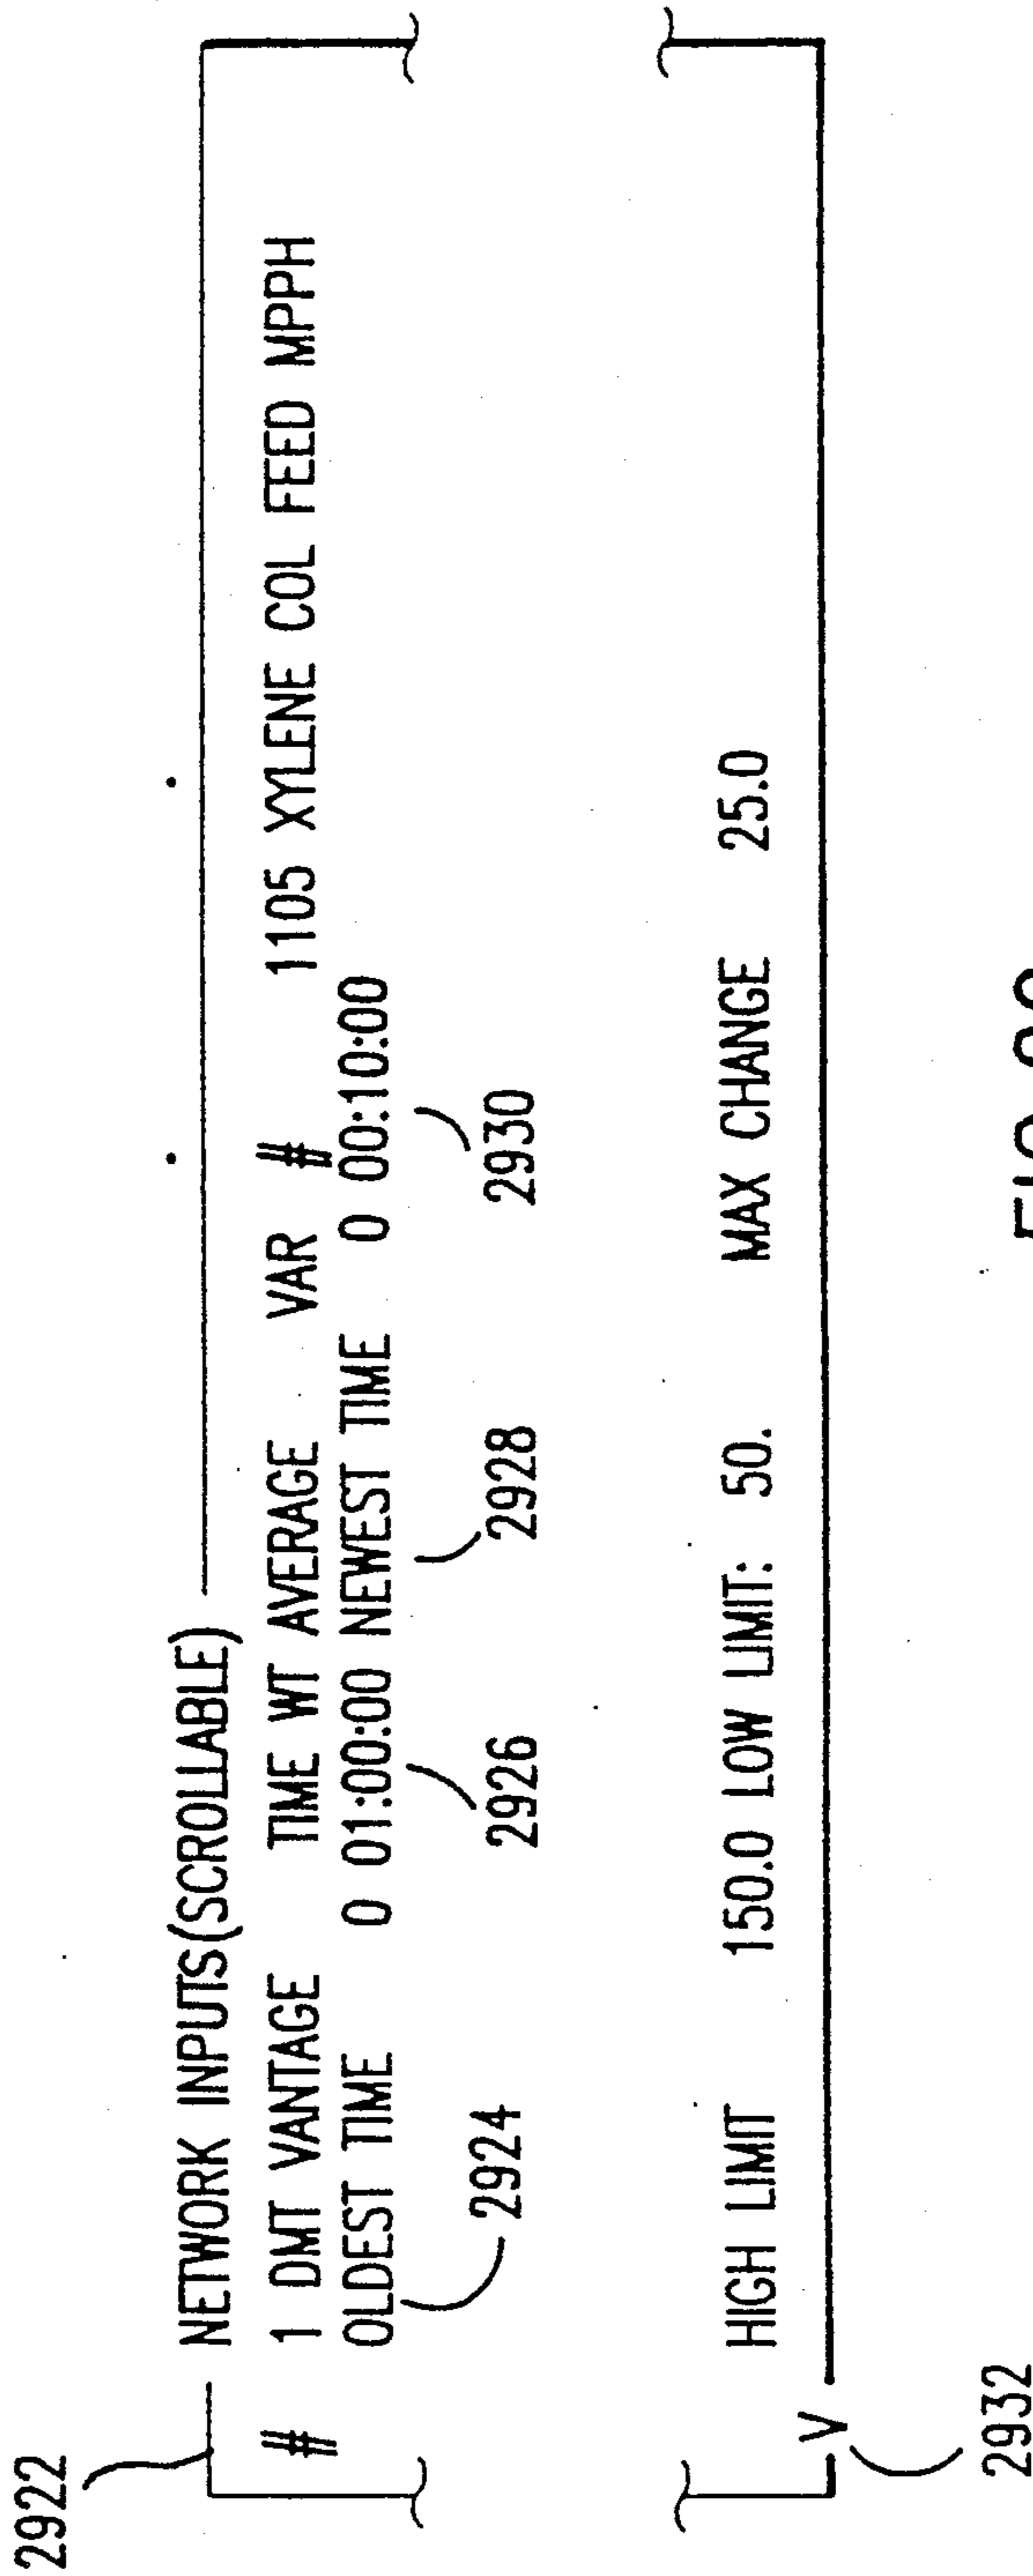 2922
NETWORK INPUTS(SCROLLABLE)
# 1 DMT VANTAGE TIME WT AVERAGE VAR # 1105 XYLENE COL FEED MPPH
OLDEST TIME 0 01:00:00 NEWEST TIME 0 00:10:00
2924 2926 2928 2930
HIGH LIMIT 150.0 LOW LIMIT: 50. MAX CHANGE 25.0
V
2932